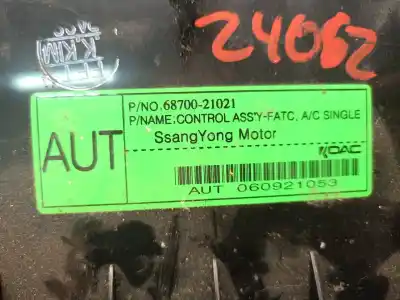 24062
P/NO. 68700-21021
P/NAME.CONTROL ASS'Y-FATC, A/C SINGLE
AUT
SsangYong Motor
DAC
AUT 060921053